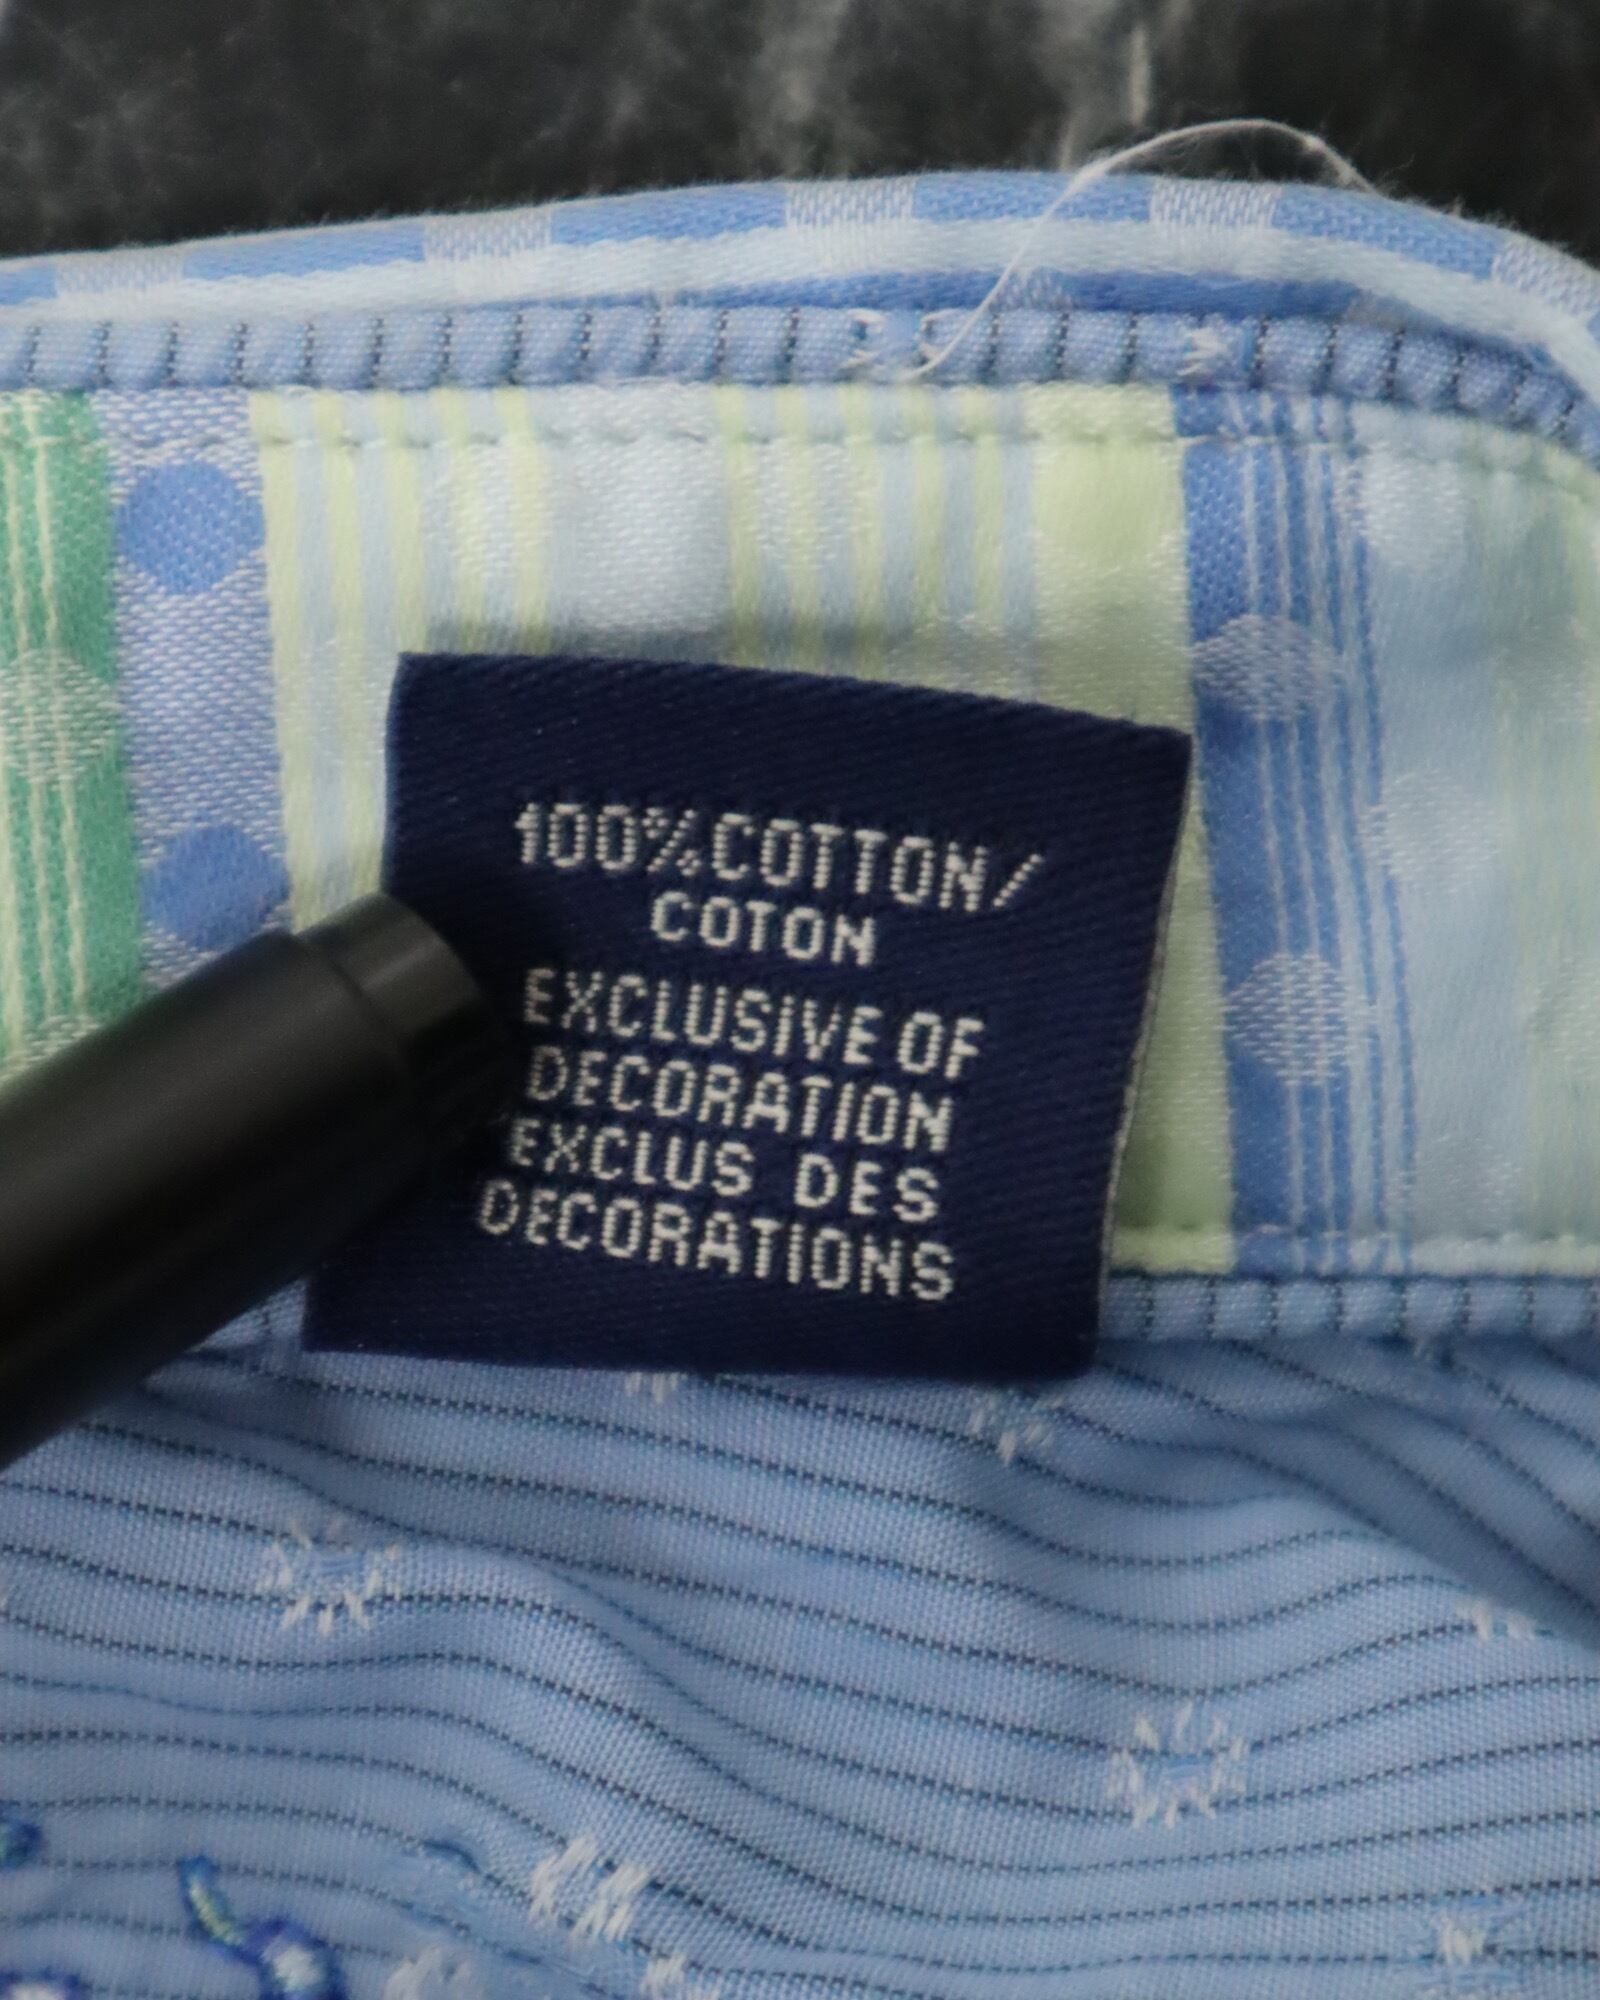 100%COTTON/
COTON
EXCLUSIVE OF
DECORATION
EXCLUS DES
DECORATIONS